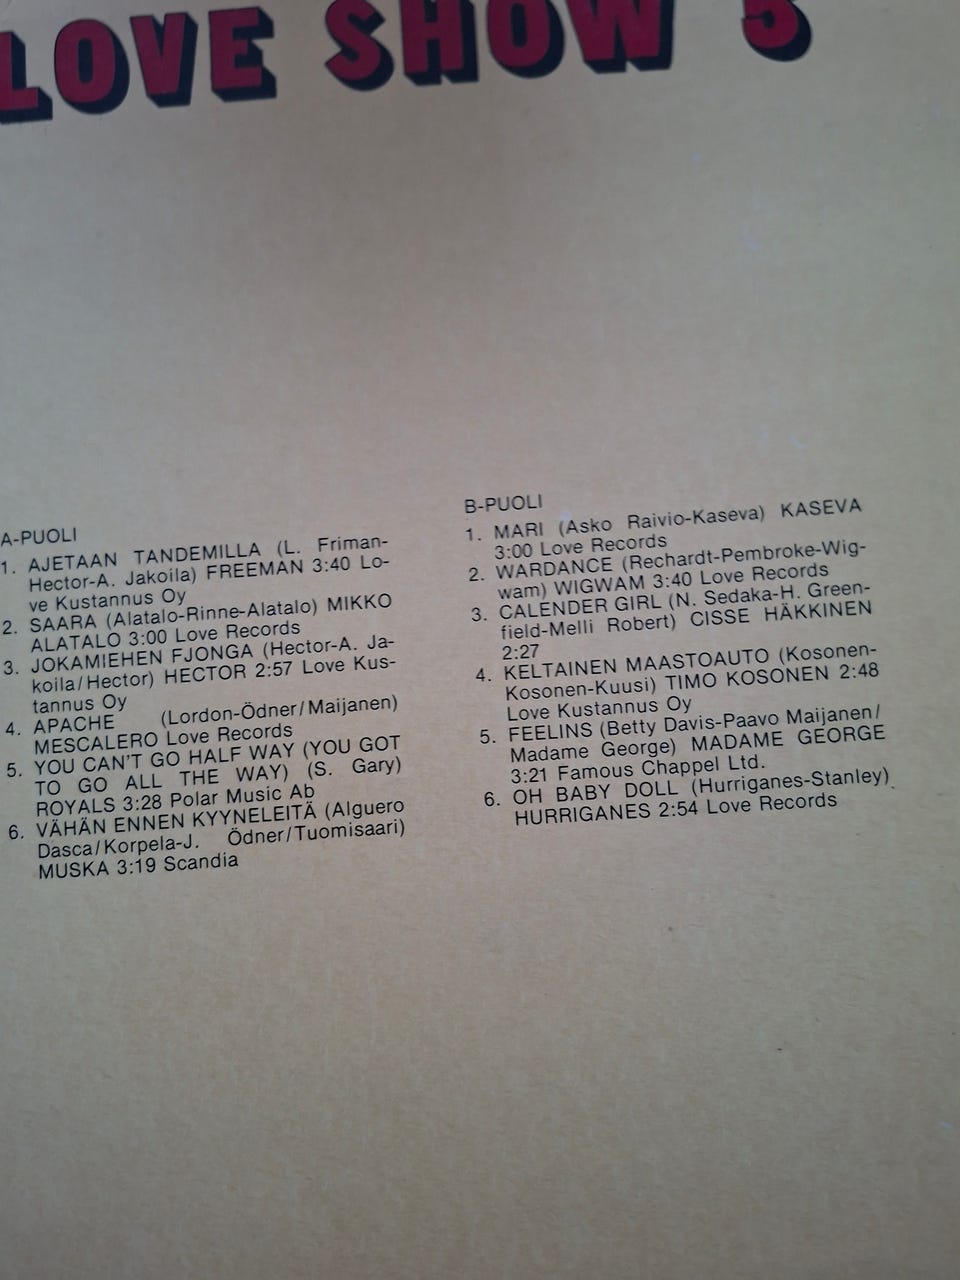 LOVE SHOW 5
A-PUOLI
1. AJETAAN TANDEMILLA (L. Friman-
Hector-A. Jakoila) FREEMAN 3:40 Lo-
ve Kustannus Oy
2. SAARA (Alatalo-Rinne-Alatalo) MIKKO
ALATALO 3:00 Love Records
3. JOKAMIEHEN FJONGA (Hector-A. Ja-
koila/Hector) HECTOR 2:57 Love Kus-
tannus Oy
4. APACHE (Lordon-Ödner/Maijanen)
MESCALERO Love Records
5. YOU CAN'T GO HALF WAY (YOU GOT
TO GO ALL THE WAY) (S. Gary)
ROYALS 3:28 Polar Music Ab
6. VÄHÄN ENNEN KYYNELEITÄ (Alguero
Dasca/Korpela-J. Ödner/Tuomisaari)
MUSKA 3:19 Scandia
B-PUOLI
1. MARI (Asko Raivio-Kaseva) KASEVA
3:00 Love Records
2. WARDANCE (Rechardt-Pembroke-Wig-
wam) WIGWAM 3:40 Love Records
3. CALENDER GIRL (N. Sedaka-H. Green-
field-Melli Robert) CISSE HÄKKINEN
2:27
4. KELTAINEN MAASTOAUTO (Kosonen-
Kosonen-Kuusi) TIMO KOSONEN 2:48
Love Kustannus Oy
5. FEELINS (Betty Davis-Paavo Maijanen/
Madame George) MADAME GEORGE
3:21 Famous Chappel Ltd.
6. OH BABY DOLL (Hurriganes-Stanley)
HURRIGANES 2:54 Love Records